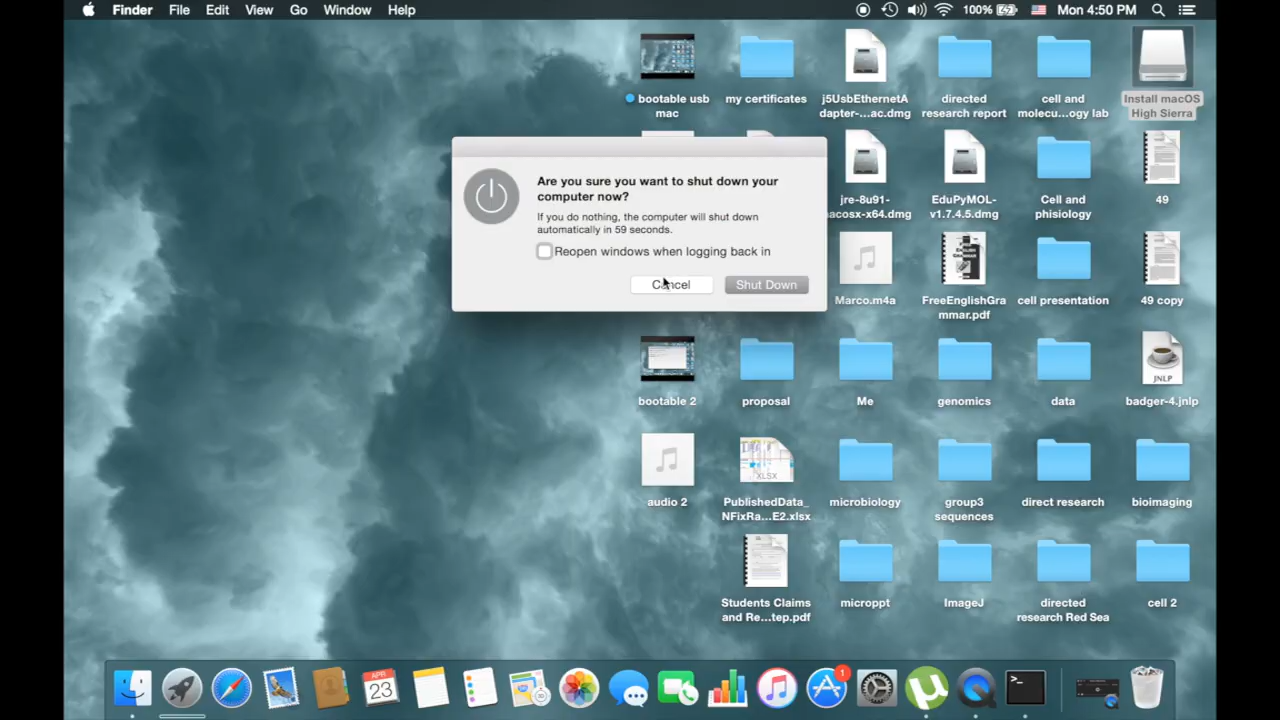 Finder File Edit View Go Window Help 100% Mon 4:50 PM
bootable usb
mac
my certificates
j5UsbEthernetA
dapter-...ac.dmg
directed
research report
cell and
molecu...ogy lab
Install macOS
High Sierra
Are you sure you want to shut down your
computer now?
If you do nothing, the computer will shut down
automatically in 59 seconds.
Reopen windows when logging back in
Cancel
Shut Down
jre-8u91-
acosx-x64.dmg
EduPyMOL-
v1.7.4.5.dmg
Cell and
phisiology
49
Marco.m4a
FreeEnglishGra
mmar.pdf
cell presentation
49 copy
bootable 2
proposal
Me
genomics
data
JNLP
badger-4.jnlp
audio 2
XLSX
PublishedData_
NFixRa...E2.xlsx
microbiology
group3
sequences
direct research
bioimaging
Students Claims
and Re...tep.pdf
microppt
ImageJ
directed
research Red Sea
cell 2
APR
23
1